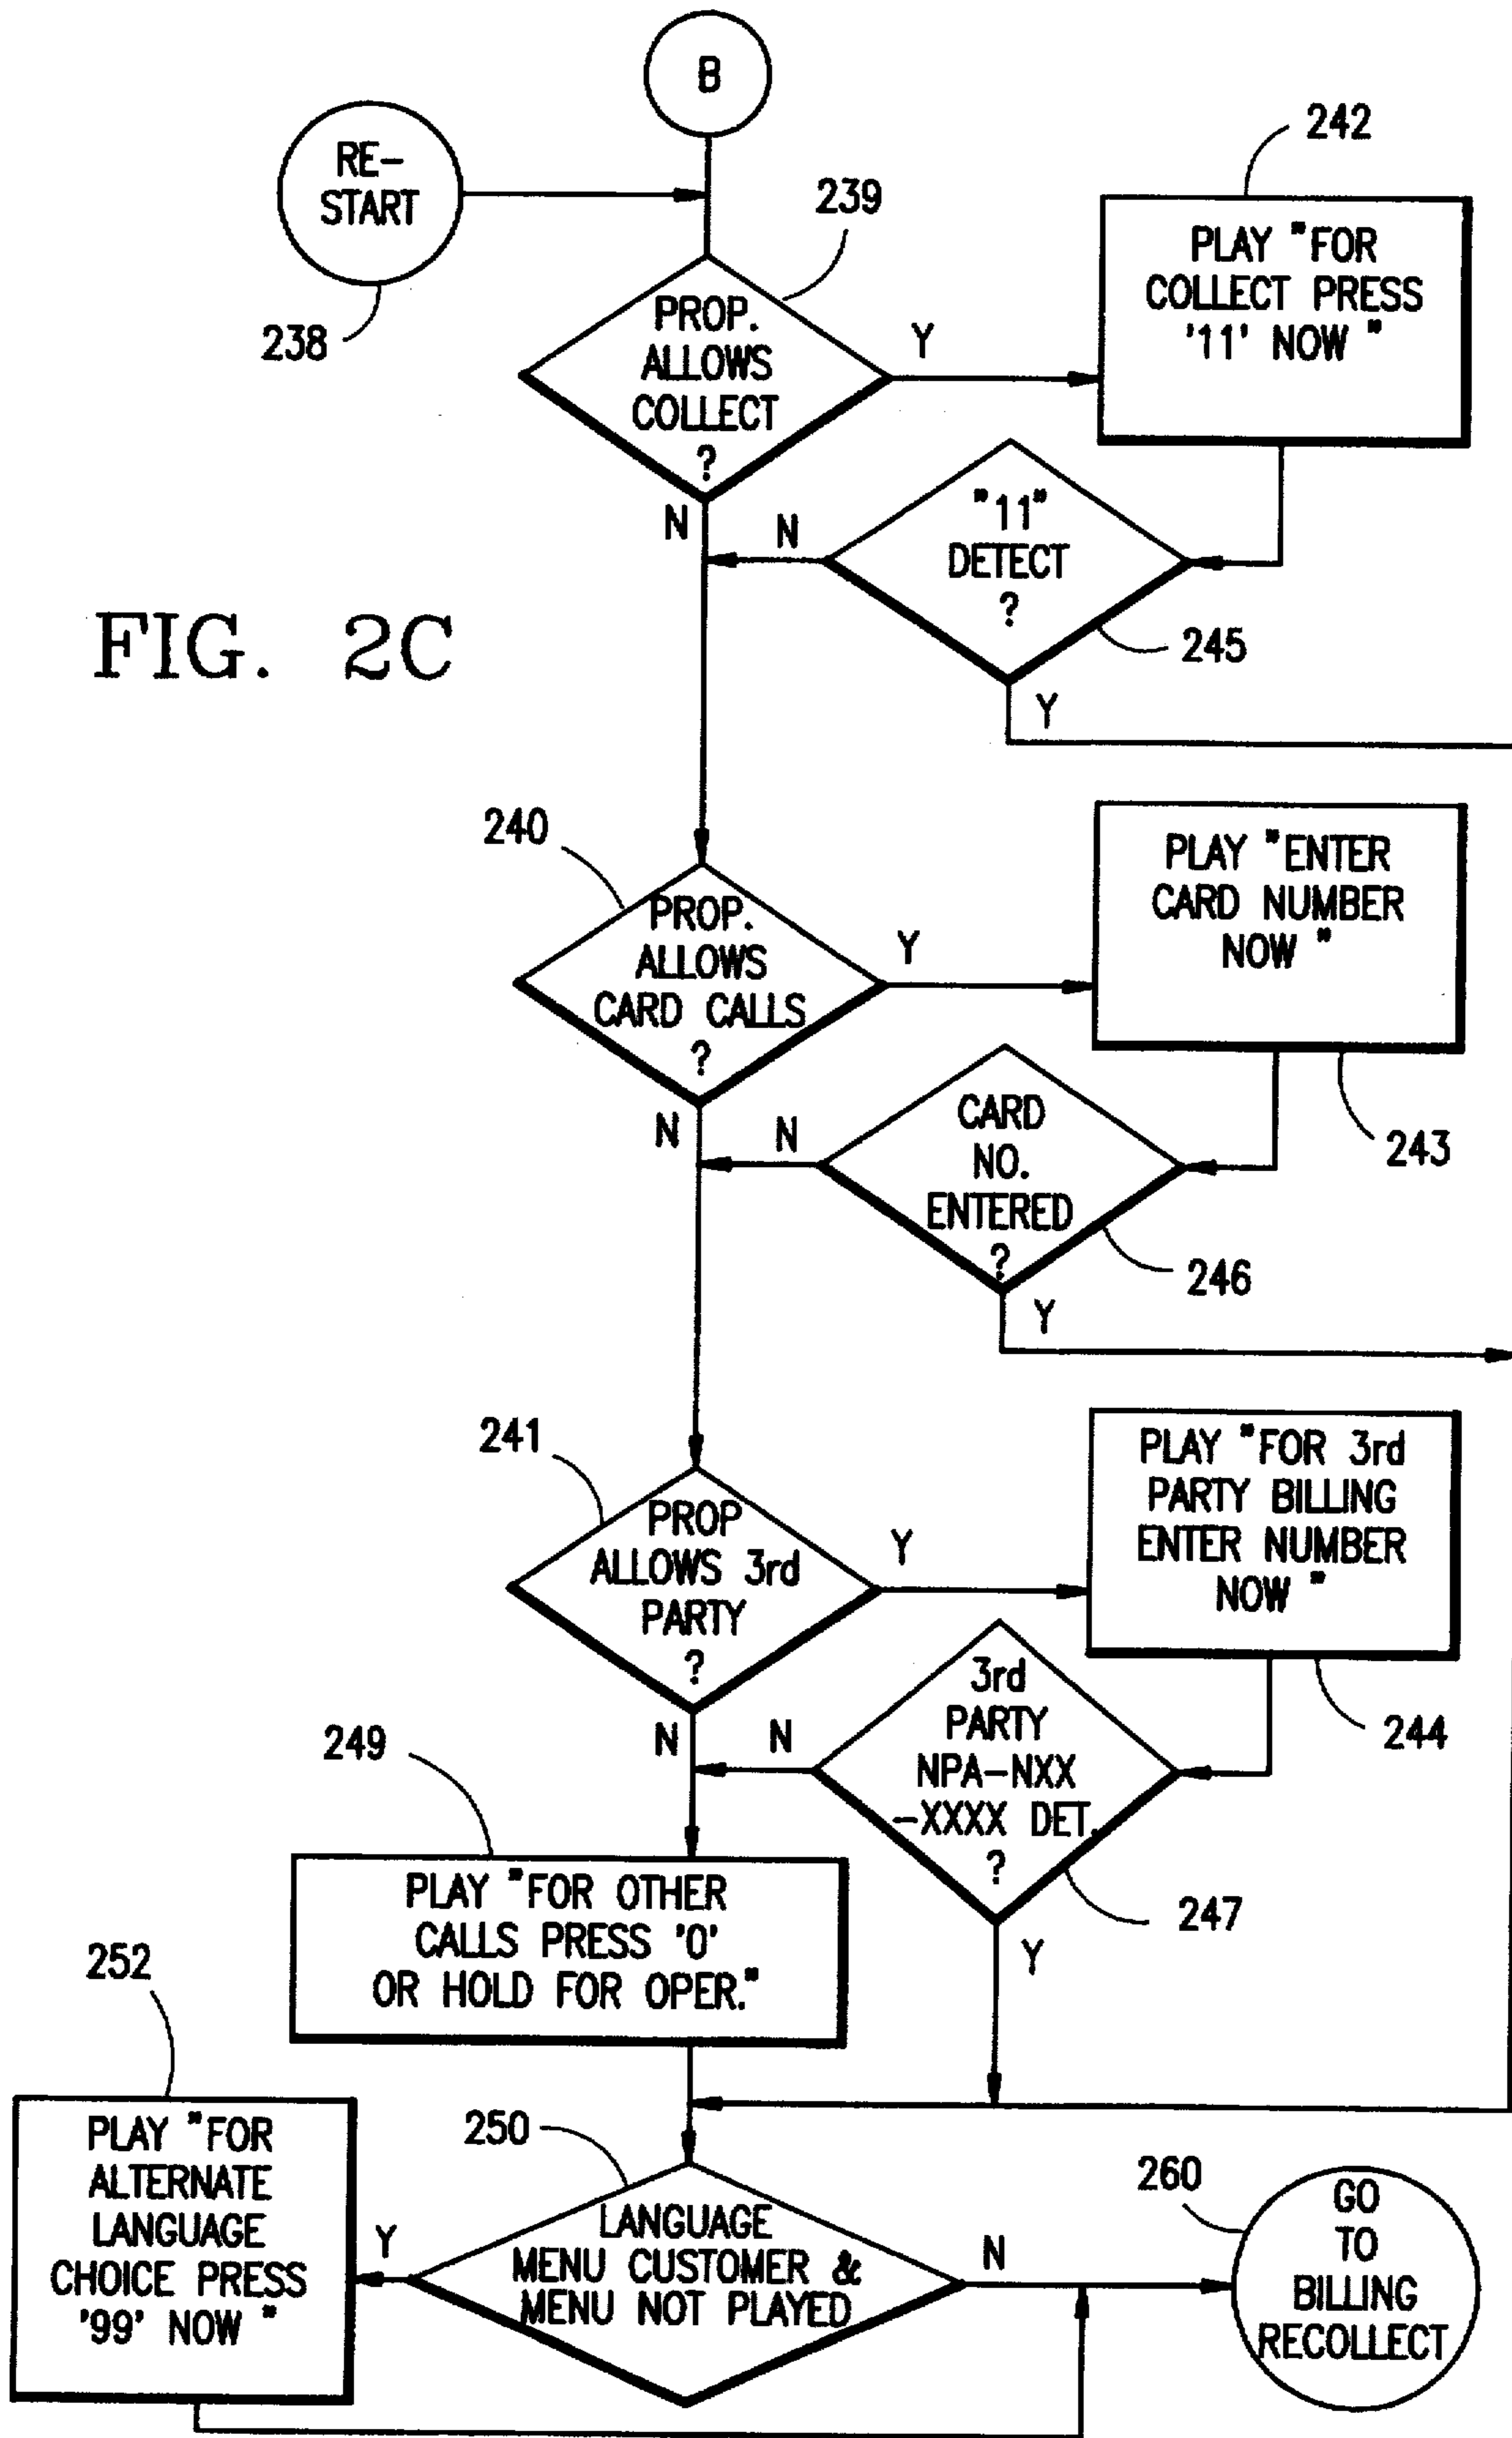 B
RE-
START
238
239
PROP.
ALLOWS
COLLECT
?
Y
N
242
PLAY "FOR
COLLECT PRESS
'11' NOW "
"11"
DETECT
?
N
245
Y
FIG. 2C
240
PROP.
ALLOWS
CARD CALLS
?
Y
N
PLAY "ENTER
CARD NUMBER
NOW "
243
CARD
NO.
ENTERED
?
N
246
Y
241
PROP
ALLOWS 3rd
PARTY
?
Y
N
PLAY "FOR 3rd
PARTY BILLING
ENTER NUMBER
NOW "
244
3rd
PARTY
NPA-NXX
-XXXX DET.
?
N
247
Y
249
PLAY "FOR OTHER
CALLS PRESS '0'
OR HOLD FOR OPER."
252
PLAY "FOR
ALTERNATE
LANGUAGE
CHOICE PRESS
'99' NOW "
250
LANGUAGE
MENU CUSTOMER &
MENU NOT PLAYED
Y
N
260
GO
TO
BILLING
RECOLLECT